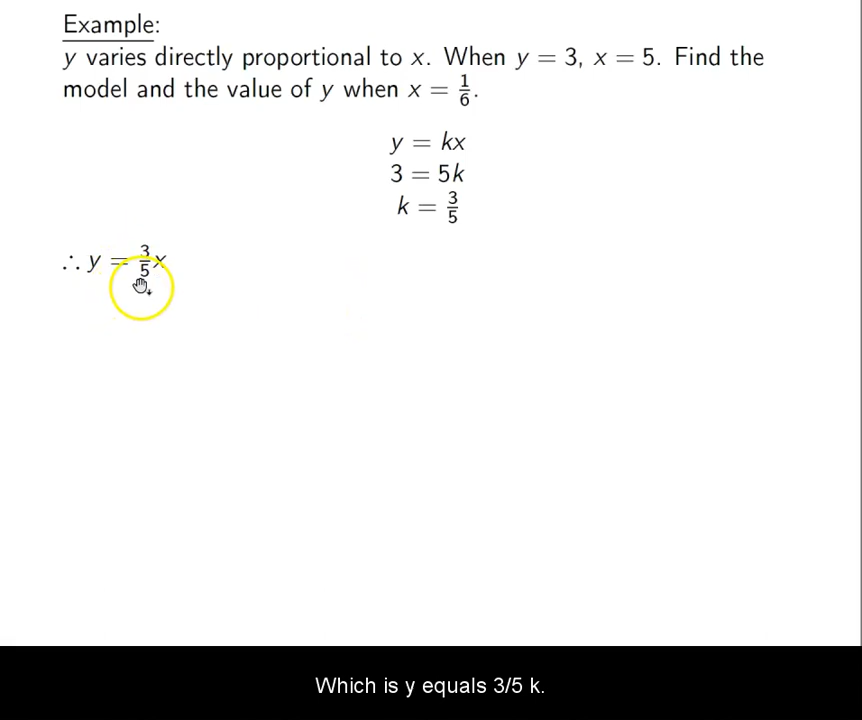 Example:
y varies directly proportional to x. When y = 3, x = 5. Find the
model and the value of y when x = 1/6.
y = kx
3 = 5k
k = 3/5
∴ y = 3/5 x
Which is y equals 3/5 k.